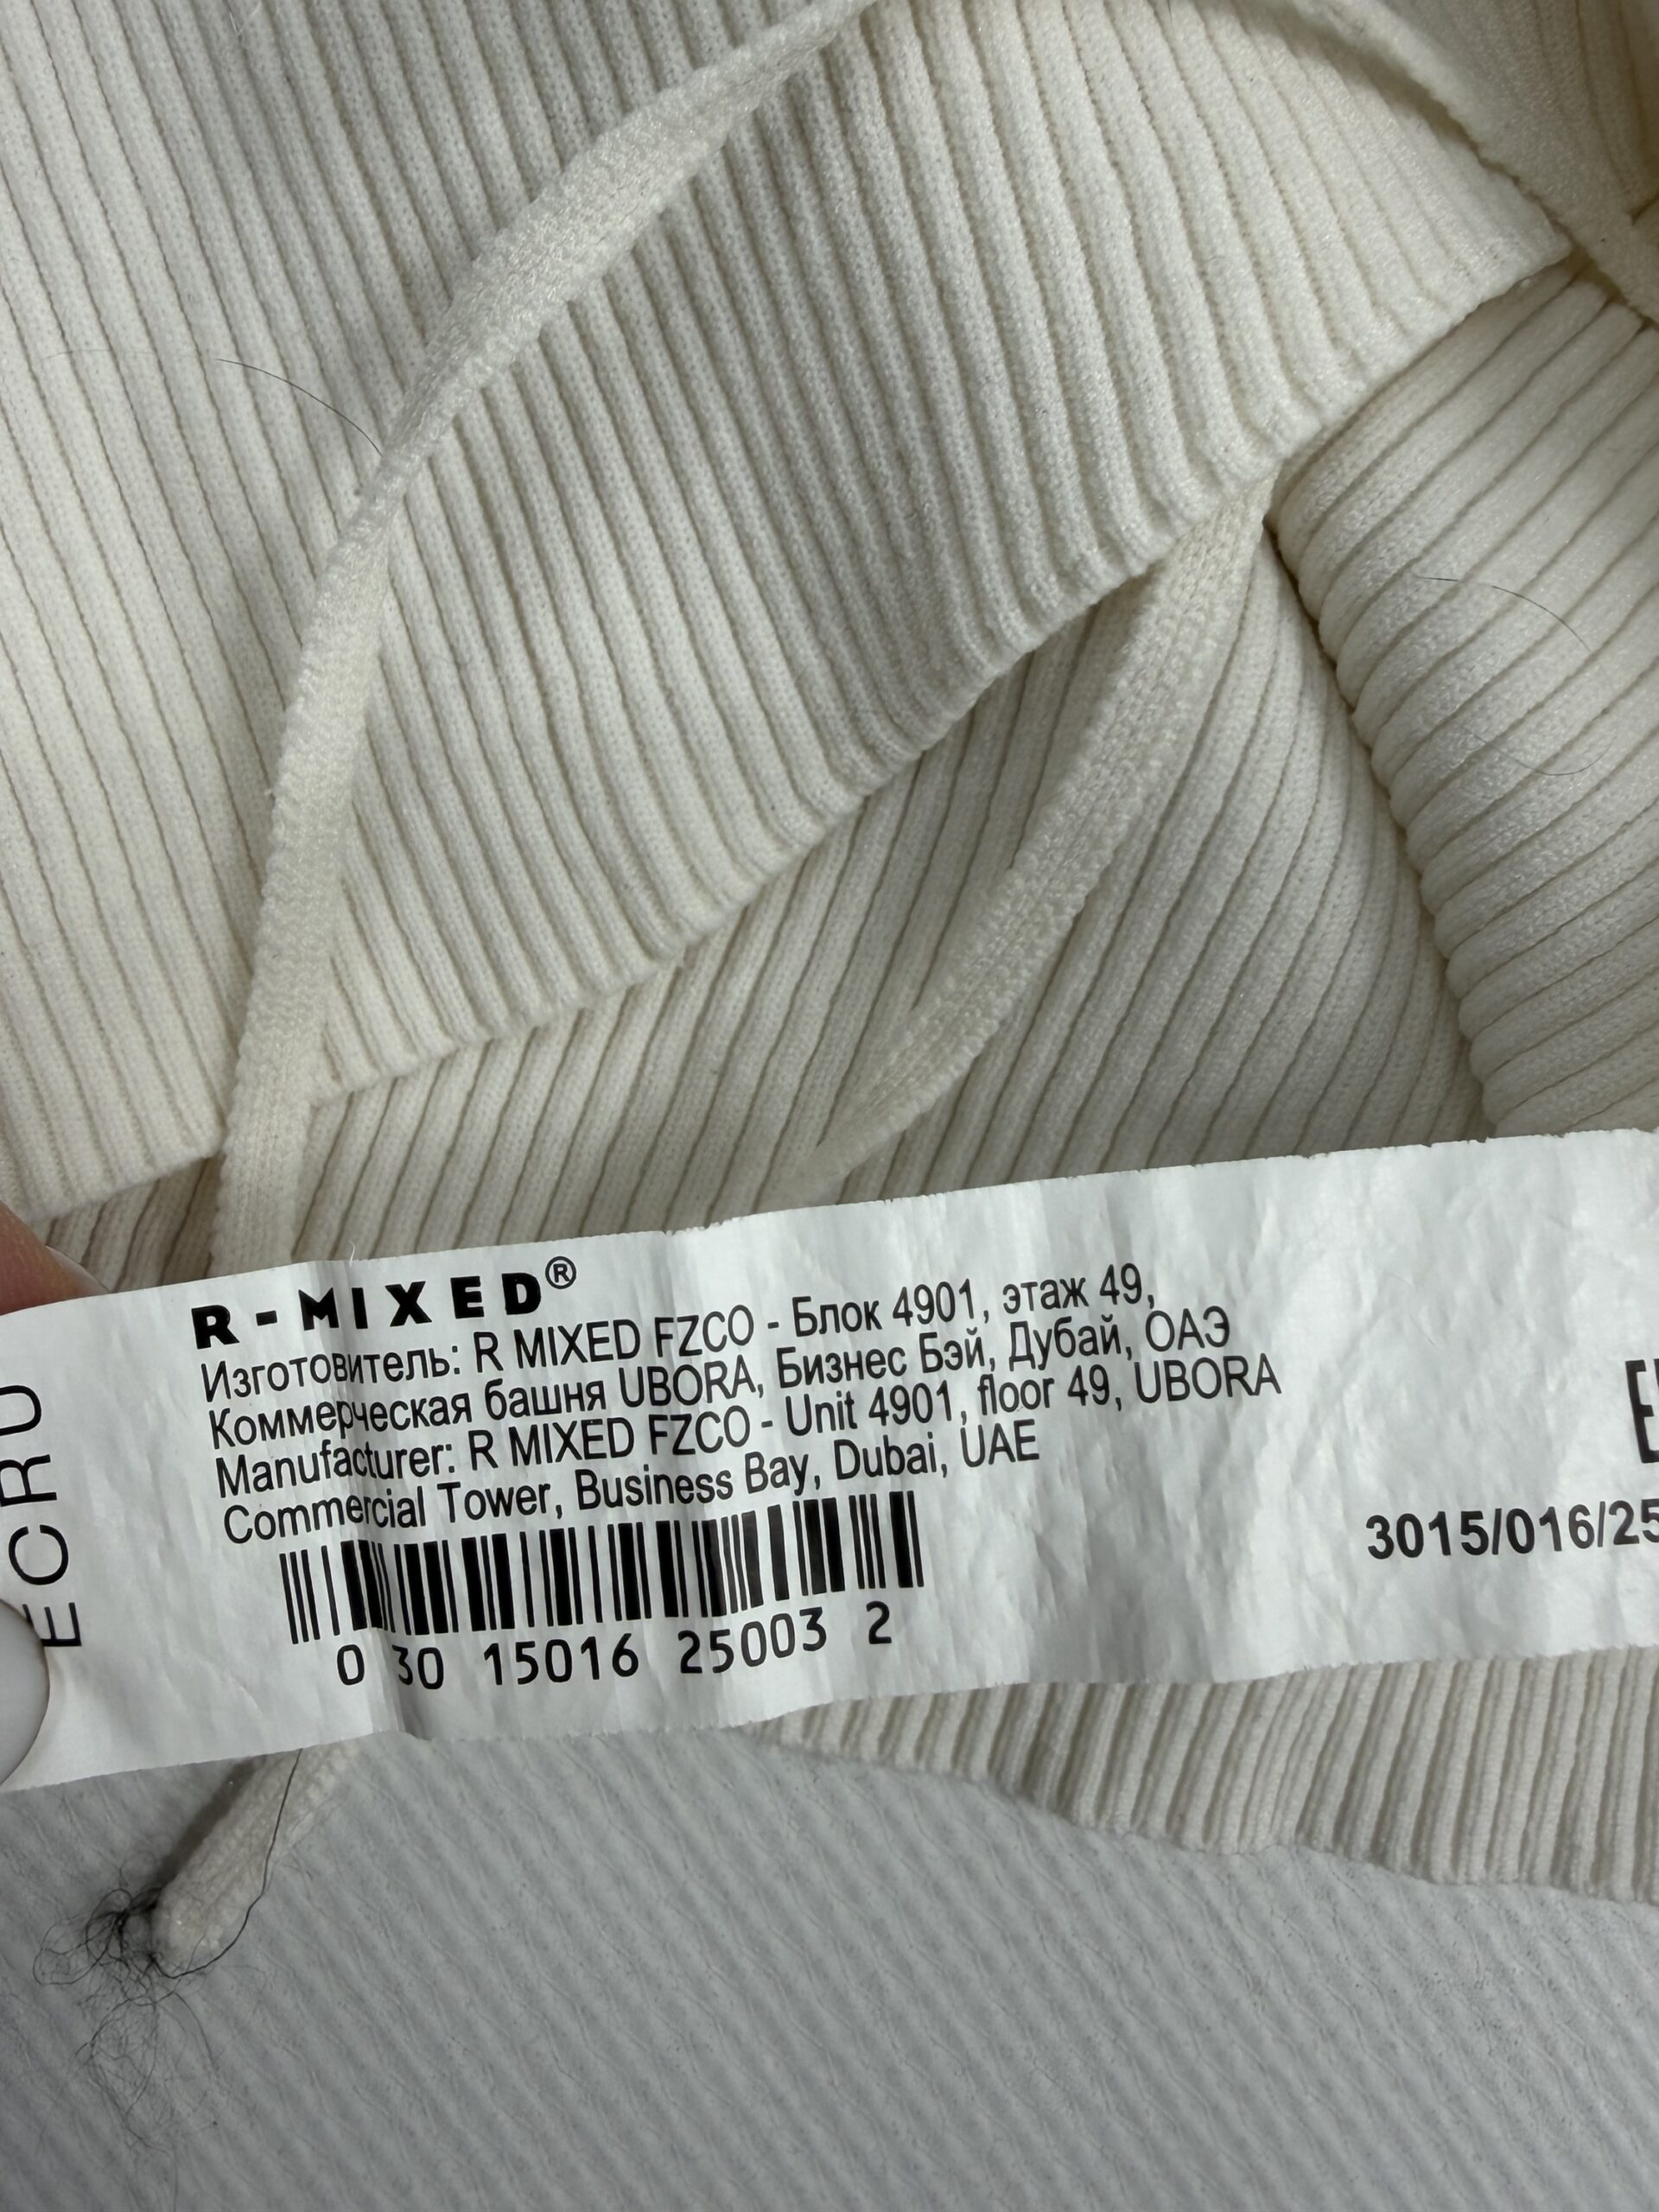 ECRU
R-MIXED®
Изготовитель: R MIXED FZCO - Блок 4901, этаж 49,
Коммерческая башня UBORA, Бизнес Бэй, Дубай, ОАЭ
Manufacturer: R MIXED FZCO - Unit 4901, floor 49, UBORA
Commercial Tower, Business Bay, Dubai, UAE
3015/016/25
0 30 15016 25003 2